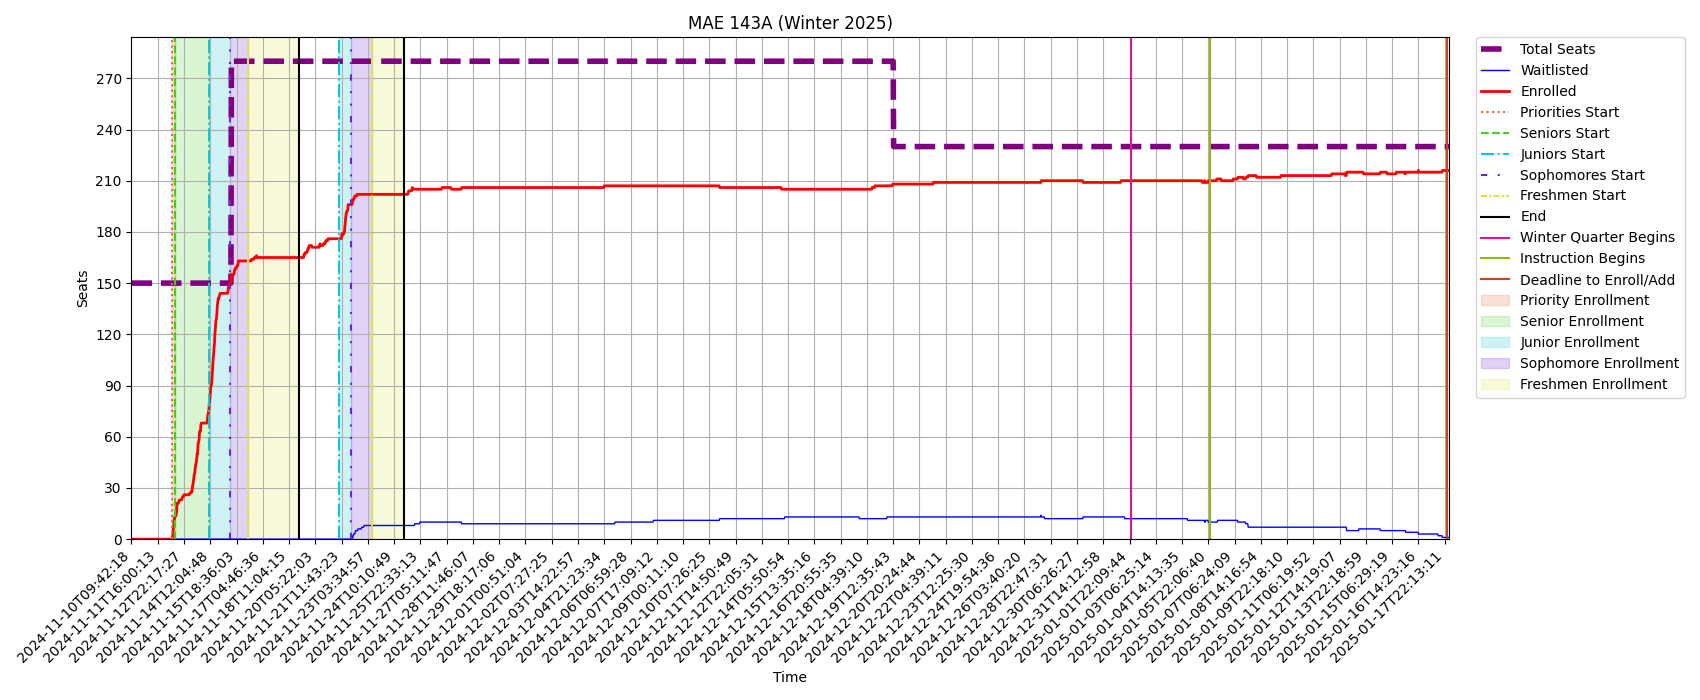 MAE 143A (Winter 2025)
Seats
270
240
210
180
150
120
90
60
30
0
2024-11-10T09:42:18
2024-11-11T16:00:13
2024-11-12T22:17:27
2024-11-14T12:04:48
2024-11-15T18:36:03
2024-11-17T04:46:36
2024-11-18T11:04:15
2024-11-20T05:22:03
2024-11-21T11:43:23
2024-11-23T03:34:57
2024-11-24T10:10:49
2024-11-25T22:33:13
2024-11-27T05:11:47
2024-11-28T11:46:07
2024-11-29T18:17:06
2024-12-01T00:51:04
2024-12-02T07:27:25
2024-12-03T14:22:57
2024-12-04T21:23:34
2024-12-06T06:59:28
2024-12-07T17:09:12
2024-12-09T00:11:10
2024-12-10T07:26:25
2024-12-11T14:50:49
2024-12-12T22:05:31
2024-12-14T05:50:54
2024-12-15T13:35:16
2024-12-16T20:55:35
2024-12-18T04:39:10
2024-12-19T12:35:43
2024-12-20T20:24:44
2024-12-22T04:39:11
2024-12-23T12:25:30
2024-12-24T19:54:36
2024-12-26T03:40:20
2024-12-28T22:47:31
2024-12-30T06:26:27
2024-12-31T14:12:58
2025-01-01T22:09:44
2025-01-03T06:25:14
2025-01-04T14:13:35
2025-01-05T22:06:40
2025-01-07T06:24:09
2025-01-08T14:16:54
2025-01-09T22:18:10
2025-01-11T06:19:52
2025-01-12T14:19:07
2025-01-13T22:18:59
2025-01-15T06:29:19
2025-01-16T14:23:16
2025-01-17T22:13:11
Time
Total Seats
Waitlisted
Enrolled
Priorities Start
Seniors Start
Juniors Start
Sophomores Start
Freshmen Start
End
Winter Quarter Begins
Instruction Begins
Deadline to Enroll/Add
Priority Enrollment
Senior Enrollment
Junior Enrollment
Sophomore Enrollment
Freshmen Enrollment